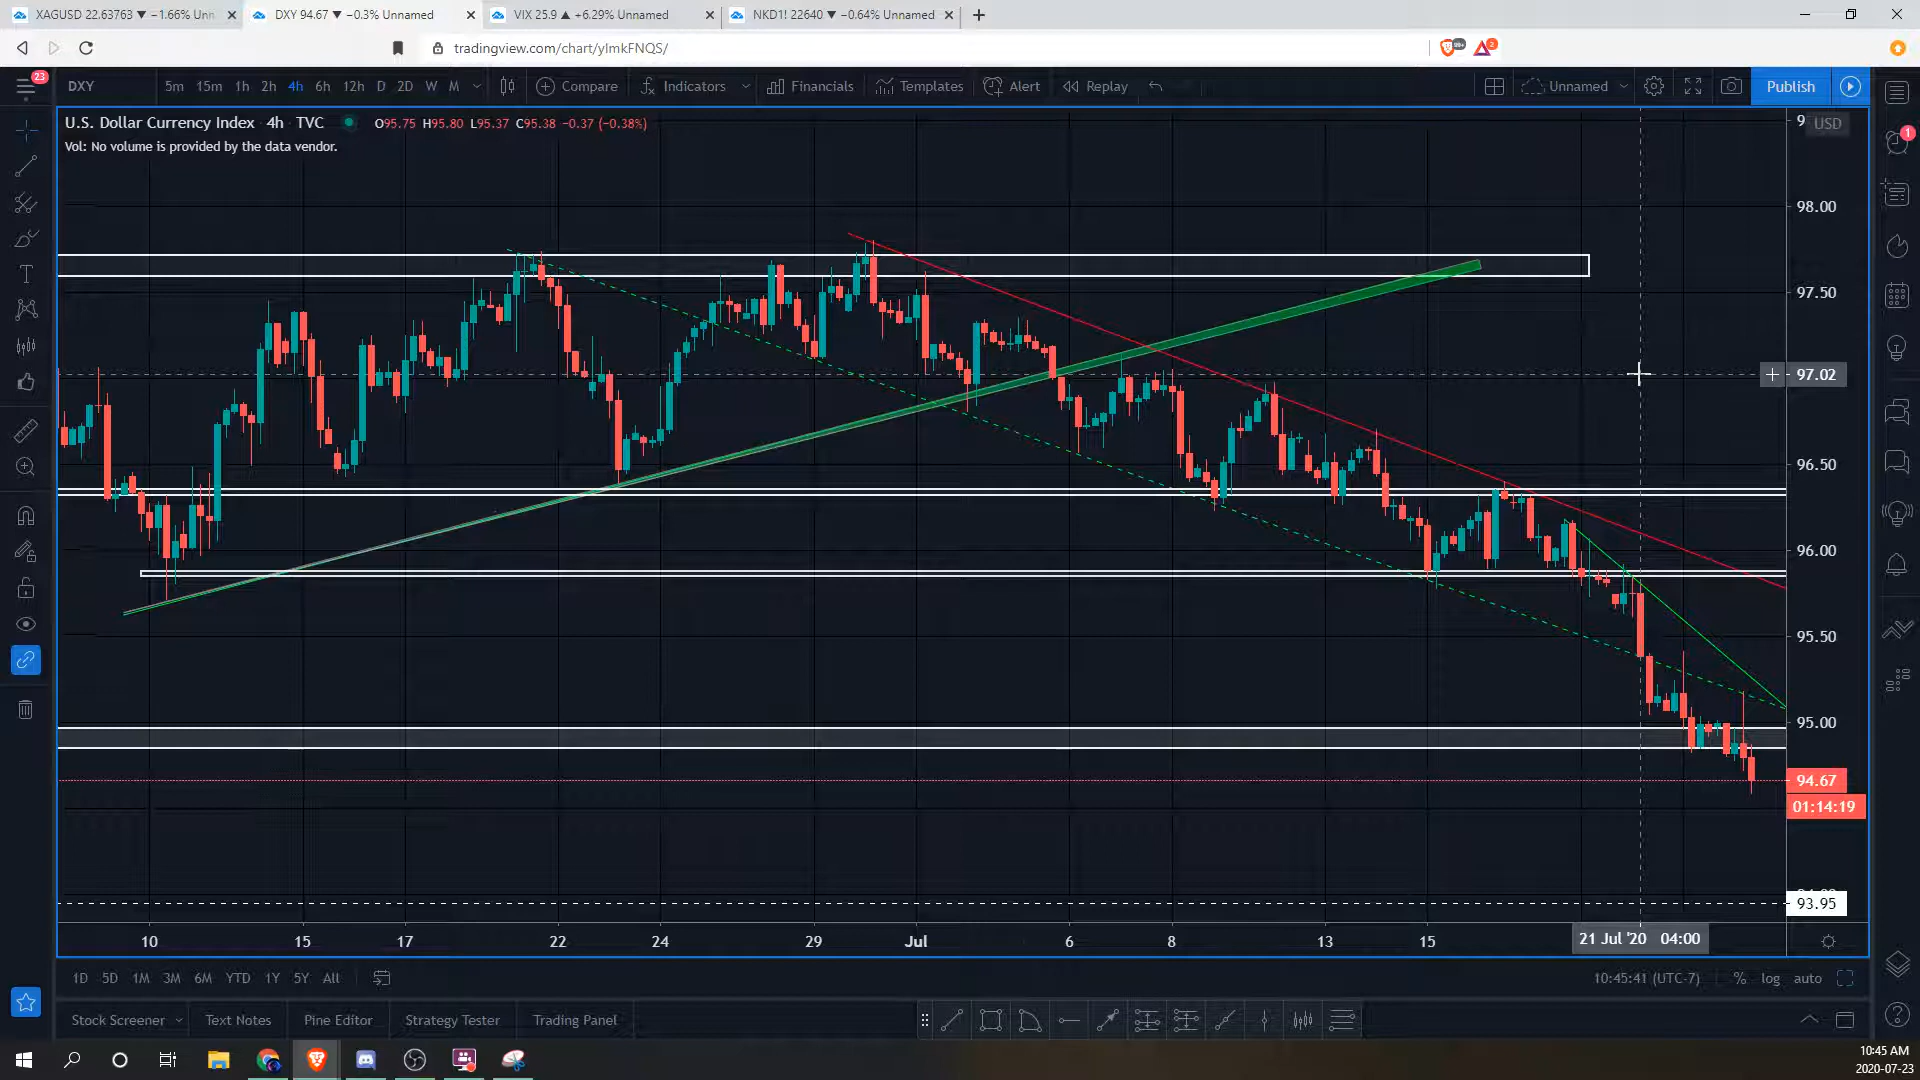 XAGUSD 22.63763 ▼ −1.66% Unn
DXY 94.67 ▼ −0.3% Unnamed
VIX 25.9 ▲ +6.29% Unnamed
NKD1! 22640 ▼ −0.64% Unnamed
tradingview.com/chart/yImkFNQS/
99+
2
23
DXY
5m 15m 1h 2h 4h 6h 12h D 2D W M
Compare
Indicators
Financials
Templates
Alert
Replay
Unnamed
Publish
1
U.S. Dollar Currency Index 4h TVC O95.75 H95.80 L95.37 C95.38 −0.37 (−0.38%)
Vol: No volume is provided by the data vendor.
USD
98.00
97.50
97.02
96.50
96.00
95.50
95.00
94.67
01:14:19
93.95
10 15 17 22 24 29 Jul 6 8 13 15 21 Jul '20 04:00
1D 5D 1M 3M 6M YTD 1Y 5Y All
10:45:41 (UTC-7) % log auto
Stock Screener Text Notes Pine Editor Strategy Tester Trading Panel
10:45 AM
2020-07-23